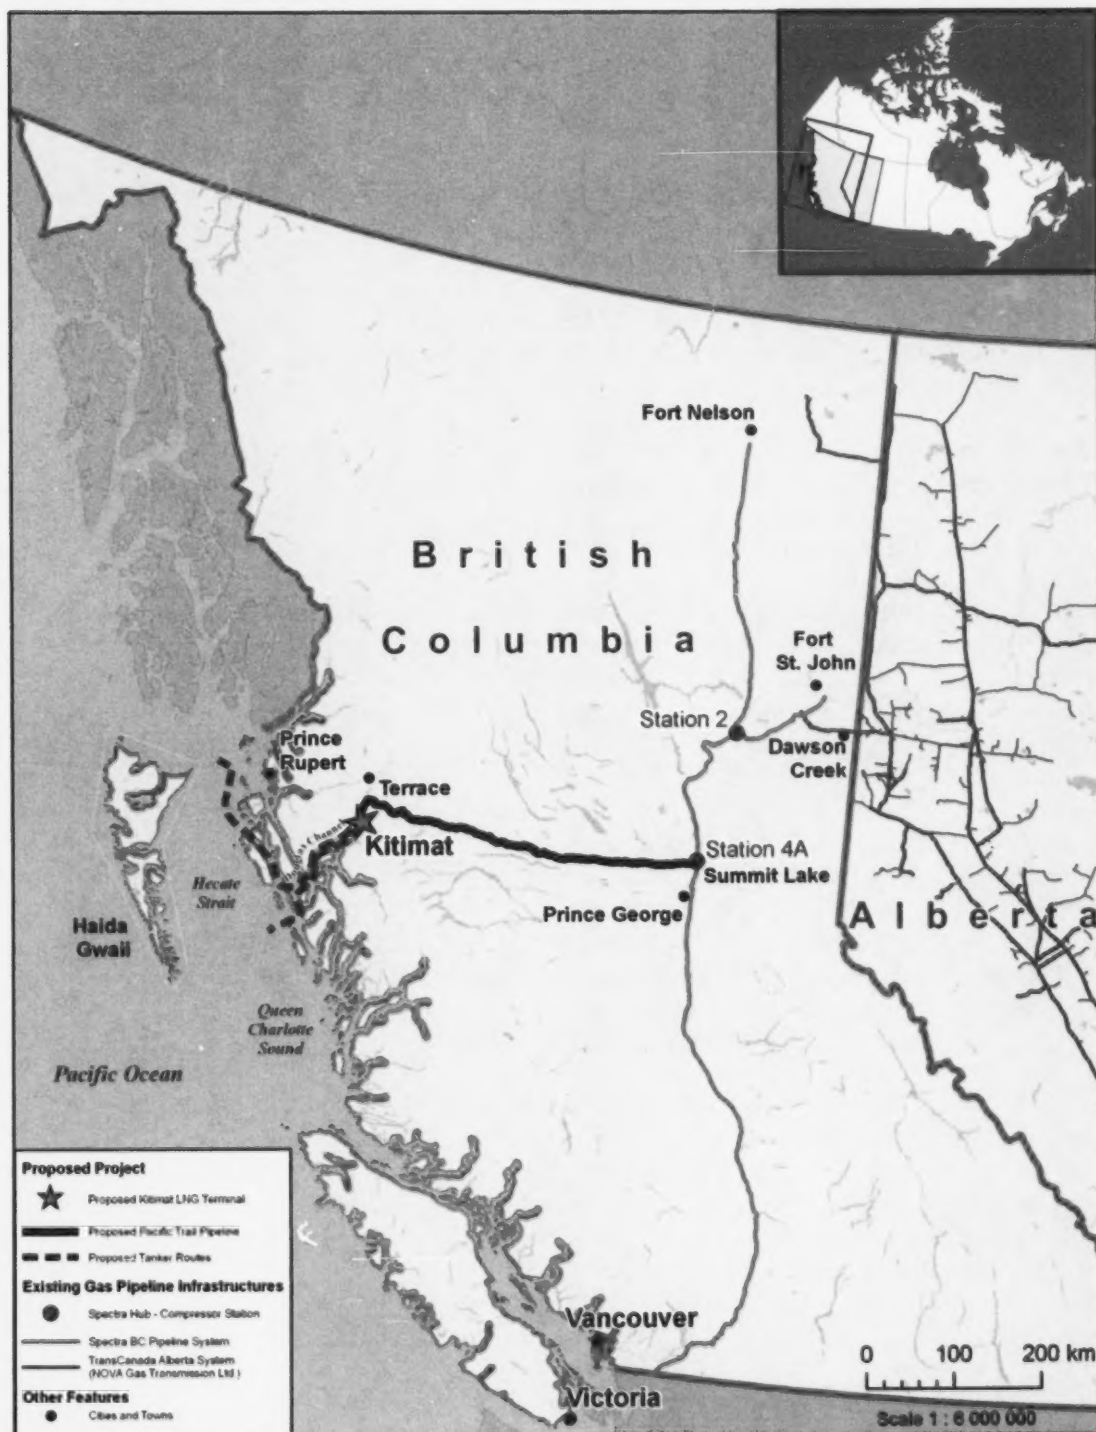 Fort Nelson
British
Columbia
Fort
St. John
Station 2
Dawson
Creek
Prince
Rupert
Terrace
Kitimat
Station 4A
Summit Lake
Prince George
Alberta
Hecate
Strait
Haida
Gwaii
Queen
Charlotte
Sound
Pacific Ocean
Vancouver
Victoria
0 100 200 km
Scale 1 : 6 000 000
Proposed Project
Proposed Kitimat LNG Terminal
Proposed Pacific Trail Pipeline
Proposed Tanker Routes
Existing Gas Pipeline Infrastructures
Spectra Hub - Compressor Station
Spectra BC Pipeline System
TransCanada Alberta System
(NOVA Gas Transmission Ltd.)
Other Features
Cities and Towns